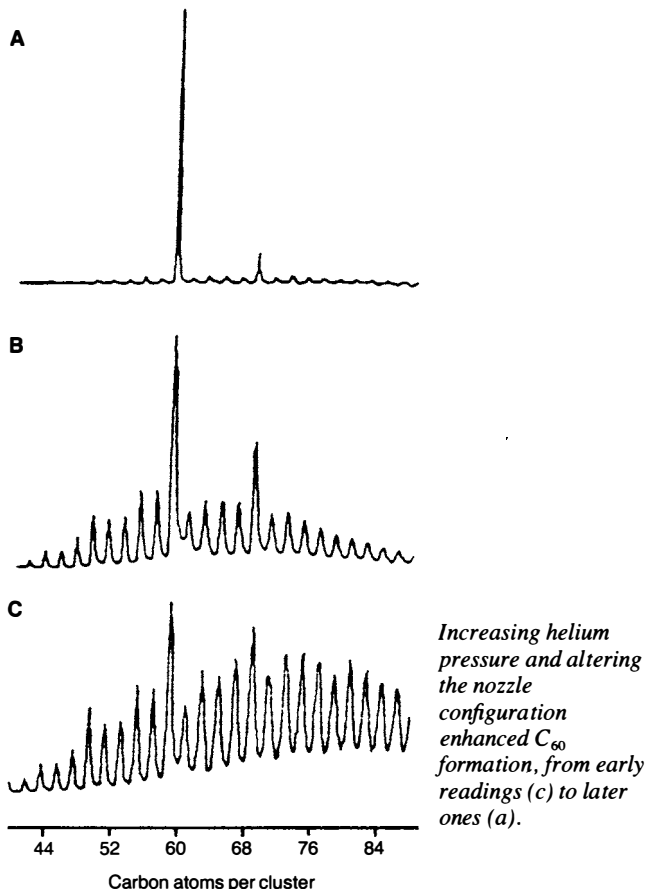 A
B
C
Increasing helium
pressure and altering
the nozzle
configuration
enhanced C₆₀
formation, from early
readings (c) to later
ones (a).
44 52 60 68 76 84
Carbon atoms per cluster